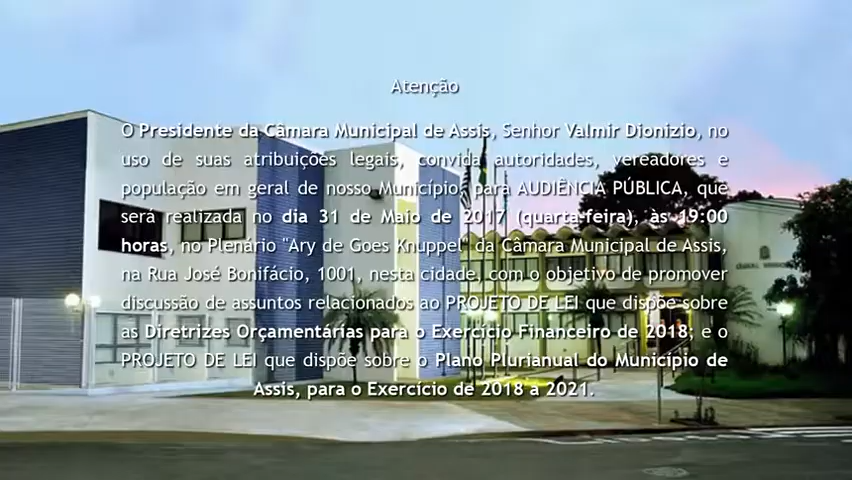 Atenção
O Presidente da Câmara Municipal de Assis, Senhor Valmir Dionizio, no
uso de suas atribuições legais, convida autoridades, vereadores e
população em geral de nosso Município, para AUDIÊNCIA PÚBLICA, que
será realizada no dia 31 de Maio de 2017 (quarta-feira), às 19:00
horas, no Plenário "Ary de Goes Knuppel" da Câmara Municipal de Assis,
na Rua José Bonifácio, 1001, nesta cidade, com o objetivo de promover
discussão de assuntos relacionados ao PROJETO DE LEI que dispõe sobre
as Diretrizes Orçamentárias para o Exercício Financeiro de 2018; e o
PROJETO DE LEI que dispõe sobre o Plano Plurianual do Município de
Assis, para o Exercício de 2018 a 2021.